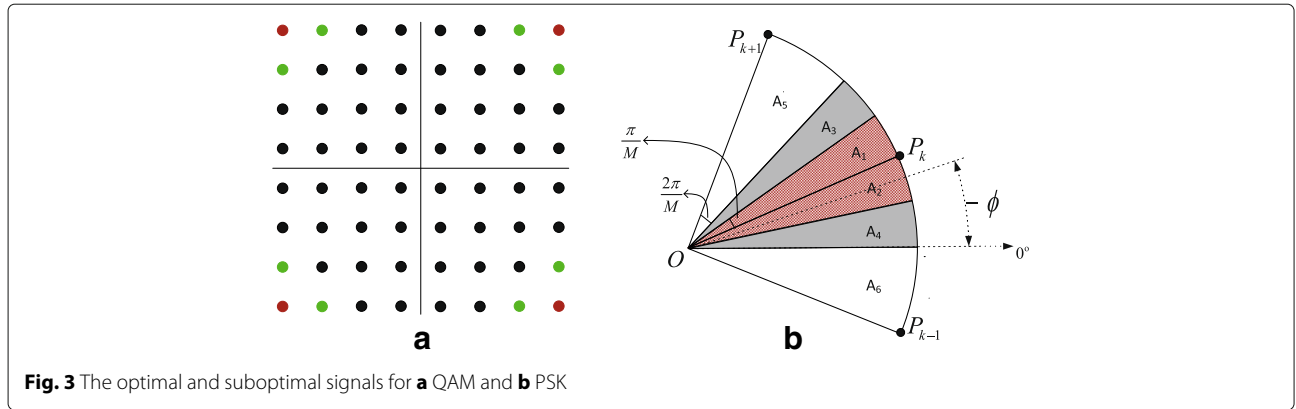 P_{k+1}
A₅
A₃
π/M
A₁
P_k
2π/M
A₂
− ϕ
A₄
O
0°
A₆
P_{k−1}
a
b
Fig. 3 The optimal and suboptimal signals for a QAM and b PSK